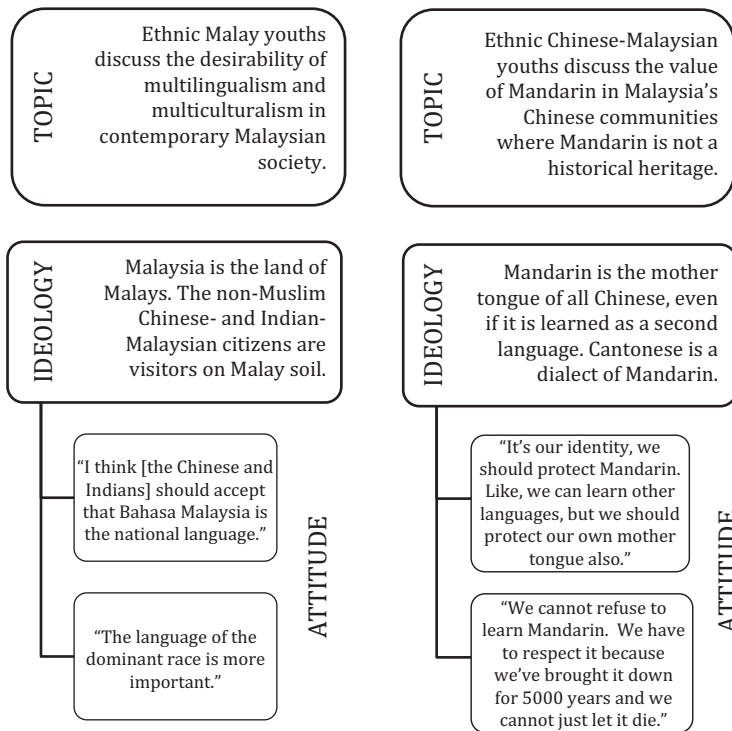 TOPIC
Ethnic Malay youths
discuss the desirability of
multilingualism and
multiculturalism in
contemporary Malaysian
society.
TOPIC
Ethnic Chinese-Malaysian
youths discuss the value
of Mandarin in Malaysia’s
Chinese communities
where Mandarin is not a
historical heritage.
IDEOLOGY
Malaysia is the land of
Malays. The non-Muslim
Chinese- and Indian-
Malaysian citizens are
visitors on Malay soil.
IDEOLOGY
Mandarin is the mother
tongue of all Chinese, even
if it is learned as a second
language. Cantonese is a
dialect of Mandarin.
“I think [the Chinese and
Indians] should accept
that Bahasa Malaysia is
the national language.”
“The language of the
dominant race is more
important.”
ATTITUDE
“It’s our identity, we
should protect Mandarin.
Like, we can learn other
languages, but we should
protect our own mother
tongue also.”
“We cannot refuse to
learn Mandarin.  We have
to respect it because
we’ve brought it down
for 5000 years and we
cannot just let it die.”
ATTITUDE